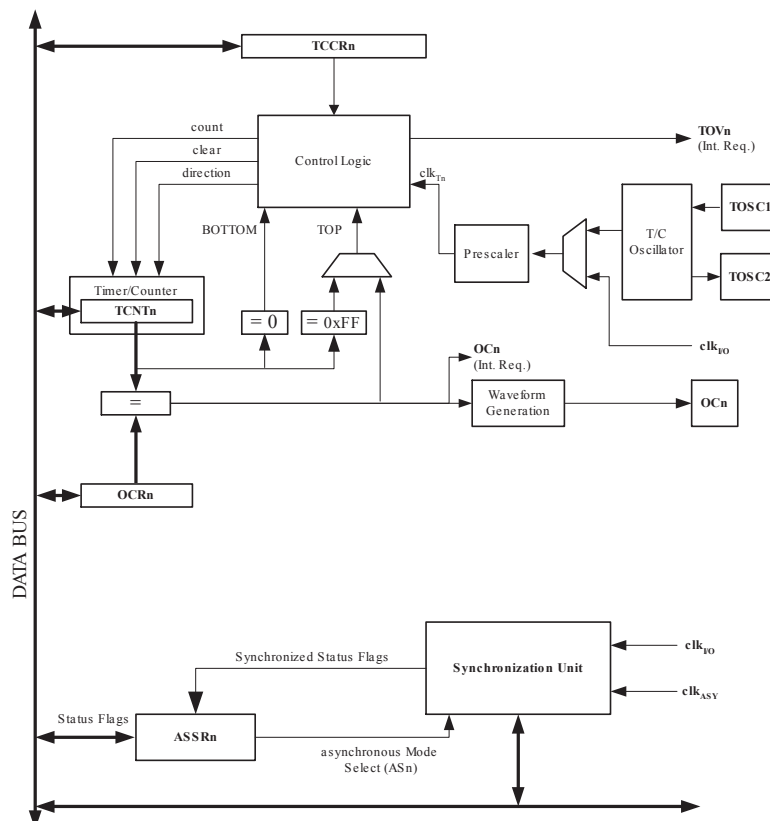 TCCRn
count
clear
direction
Control Logic
TOVn
(Int. Req.)
clkTn
BOTTOM
TOP
Prescaler
T/C
Oscillator
TOSC1
TOSC2
Timer/Counter
TCNTn
= 0
= 0xFF
OCn
(Int. Req.)
clkI/O
=
Waveform
Generation
OCn
OCRn
DATA BUS
Synchronized Status Flags
Synchronization Unit
clkI/O
clkASY
Status Flags
ASSRn
asynchronous Mode
Select (ASn)